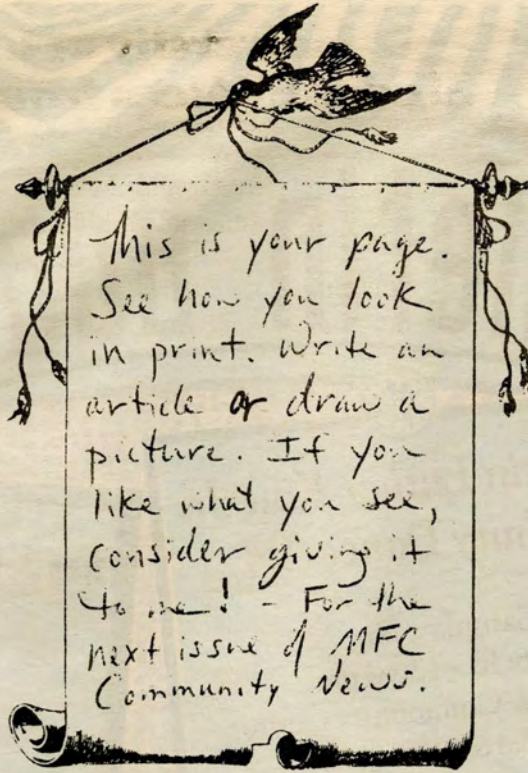 This is your page.
See how you look
in print. Write an
article or draw a
picture. If you
like what you see,
consider giving it
to me! - For the
next issue of MFC
Community News.